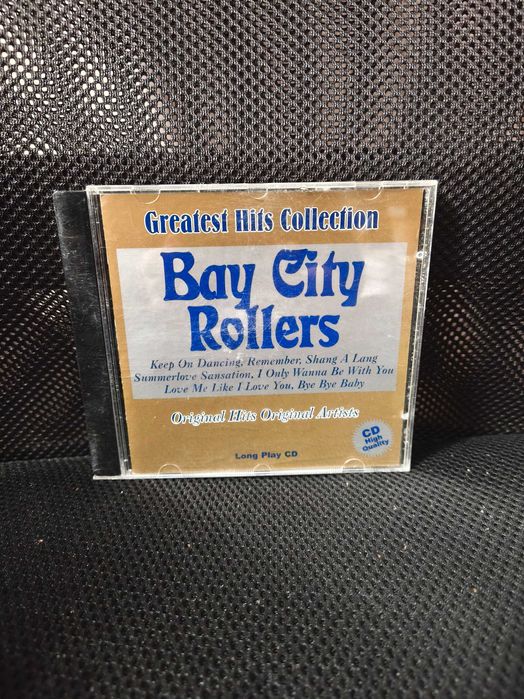 Greatest Hits Collection
Bay City
Rollers
Keep On Dancing, Remember, Shang A Lang
Summerlove Sansation, I Only Wanna Be With You
Love Me Like I Love You, Bye Bye Baby
Original Hits Original Artists
CD
High
Quality
Long Play CD